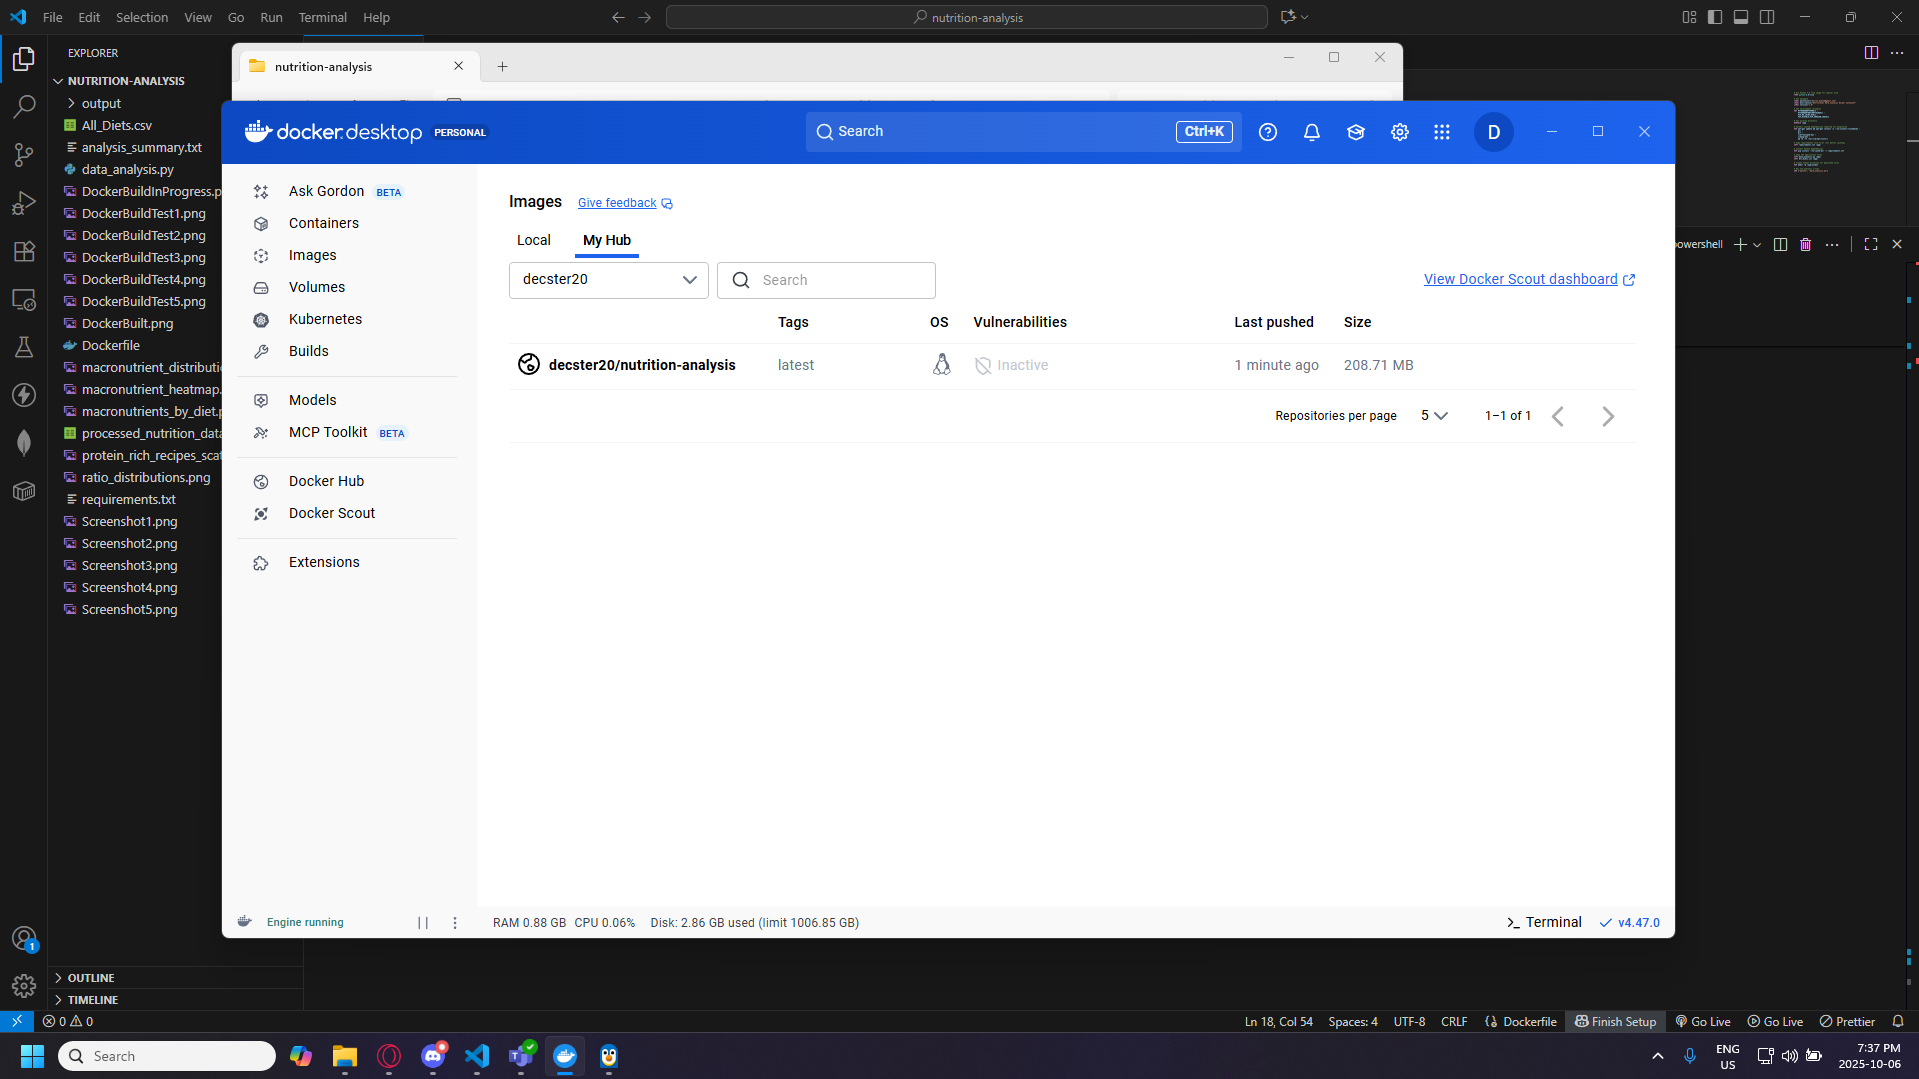 File Edit Selection View Go Run Terminal Help
nutrition-analysis
EXPLORER
NUTRITION-ANALYSIS
output
All_Diets.csv
analysis_summary.txt
data_analysis.py
DockerBuildInProgress.p
DockerBuildTest1.png
DockerBuildTest2.png
DockerBuildTest3.png
DockerBuildTest4.png
DockerBuildTest5.png
DockerBuilt.png
Dockerfile
macronutrient_distributi
macronutrient_heatmap.
macronutrients_by_diet.p
processed_nutrition_data
protein_rich_recipes_scat
ratio_distributions.png
requirements.txt
Screenshot1.png
Screenshot2.png
Screenshot3.png
Screenshot4.png
Screenshot5.png
OUTLINE
TIMELINE
nutrition-analysis
powershell
docker.desktop PERSONAL
Search Ctrl+K
D
Ask Gordon BETA
Containers
Images
Volumes
Kubernetes
Builds
Models
MCP Toolkit BETA
Docker Hub
Docker Scout
Extensions
Images Give feedback
Local My Hub
decster20 Search View Docker Scout dashboard
Tags OS Vulnerabilities Last pushed Size
decster20/nutrition-analysis latest Inactive 1 minute ago 208.71 MB
Repositories per page 5 1–1 of 1
Engine running RAM 0.88 GB CPU 0.06% Disk: 2.86 GB used (limit 1006.85 GB) Terminal v4.47.0
1
0 0 Ln 18, Col 54 Spaces: 4 UTF-8 CRLF Dockerfile Finish Setup Go Live Go Live Prettier
Search
ENG
US
7:37 PM
2025-10-06